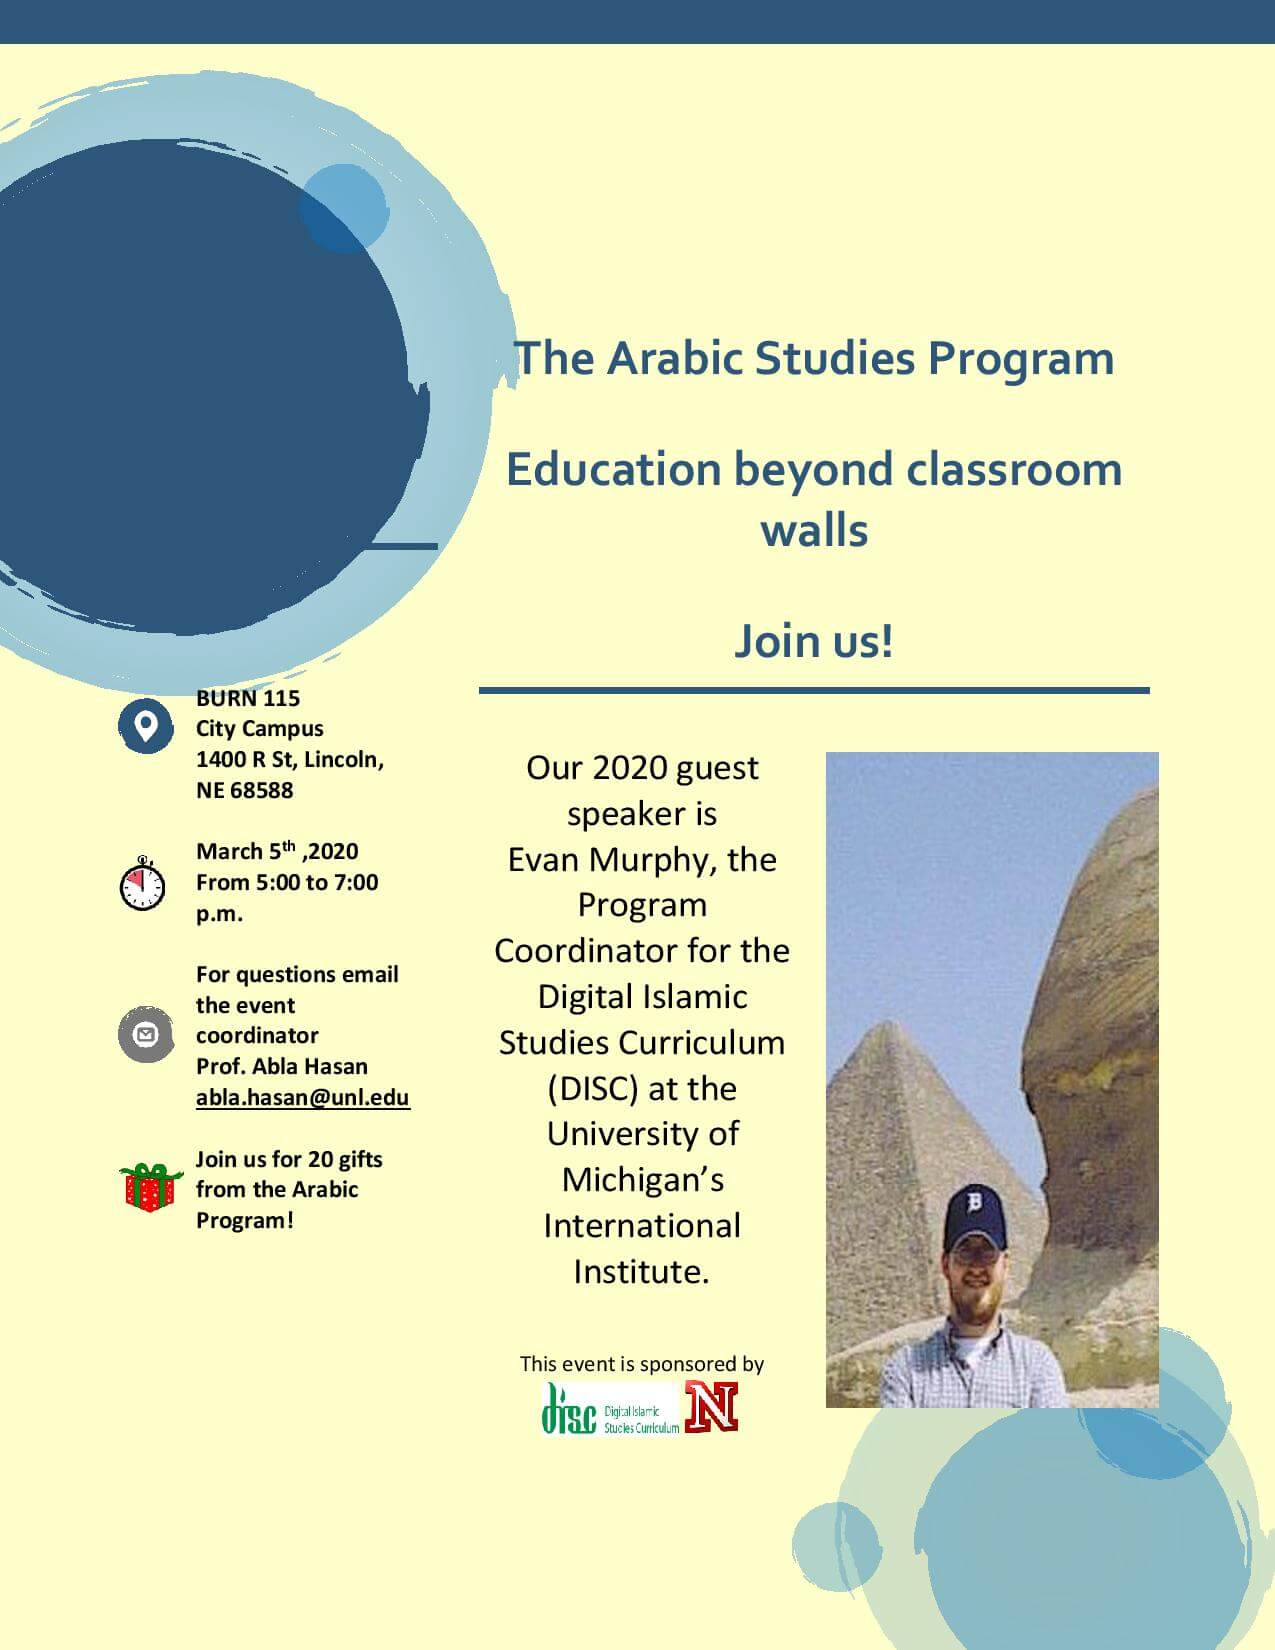 The Arabic Studies Program
Education beyond classroom
walls
Join us!
BURN 115
City Campus
1400 R St, Lincoln,
NE 68588
March 5th ,2020
From 5:00 to 7:00
p.m.
For questions email
the event
coordinator
Prof. Abla Hasan
abla.hasan@unl.edu
Join us for 20 gifts
from the Arabic
Program!
Our 2020 guest
speaker is
Evan Murphy, the
Program
Coordinator for the
Digital Islamic
Studies Curriculum
(DISC) at the
University of
Michigan’s
International
Institute.
This event is sponsored by
disc Digital Islamic
Studies Curriculum
N
B